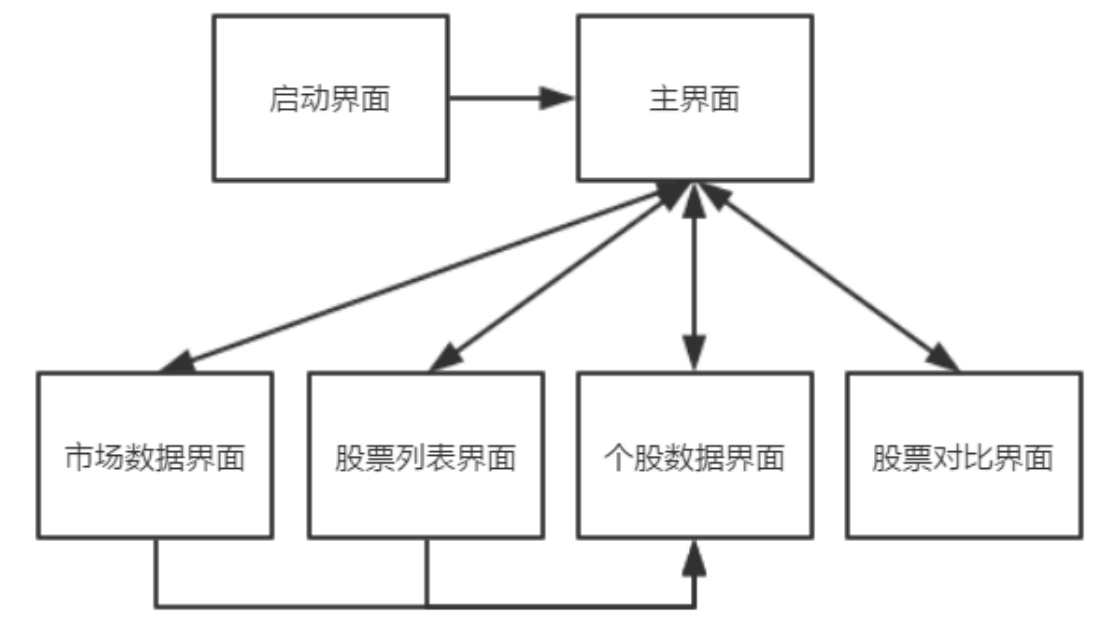 启动界面
主界面
市场数据界面
股票列表界面
个股数据界面
股票对比界面